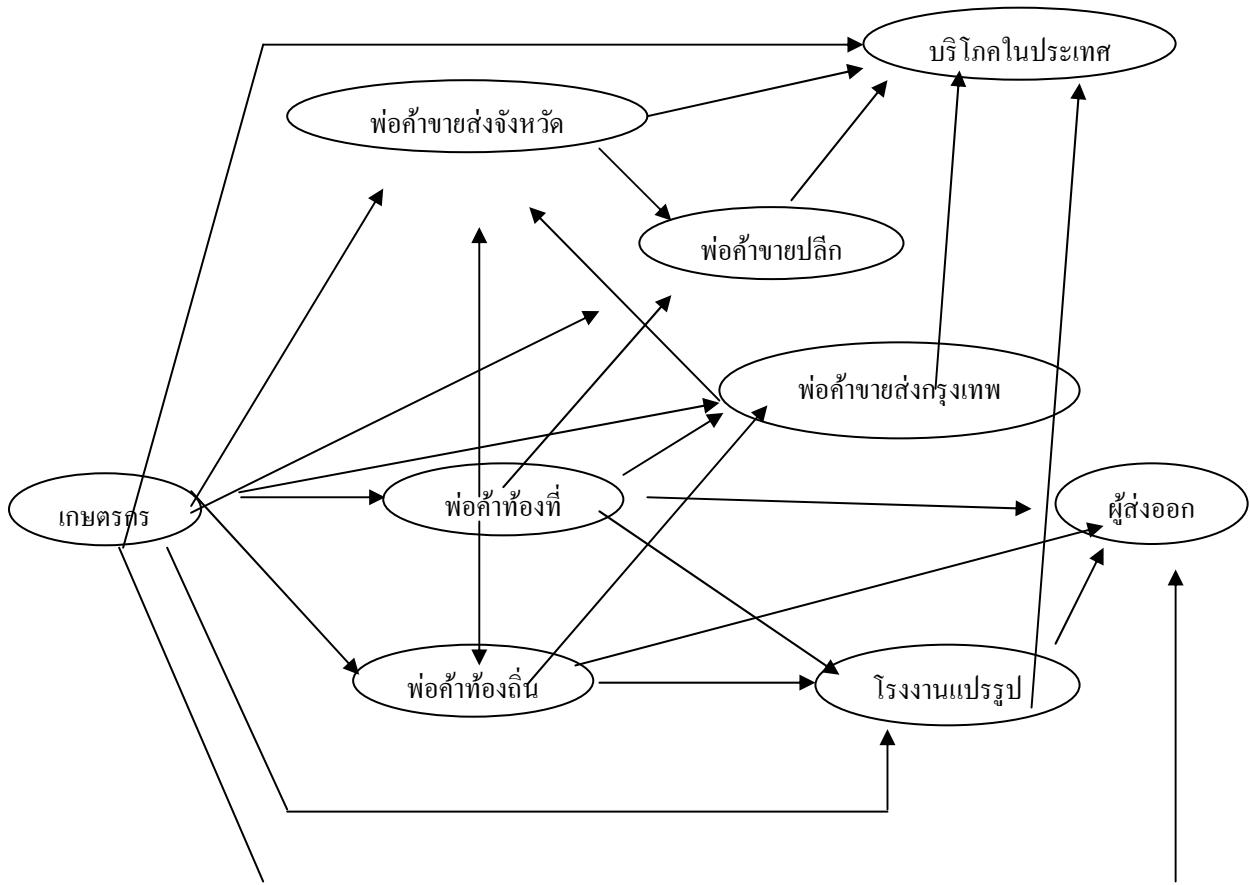 บริโภคในประเทศ
พ่อค้าขายส่งจังหวัด
พ่อค้าขายปลีก
พ่อค้าขายส่งกรุงเทพ
เกษตรกร
พ่อค้าท้องที่
ผู้ส่งออก
พ่อค้าท้องถิ่น
โรงงานแปรรูป